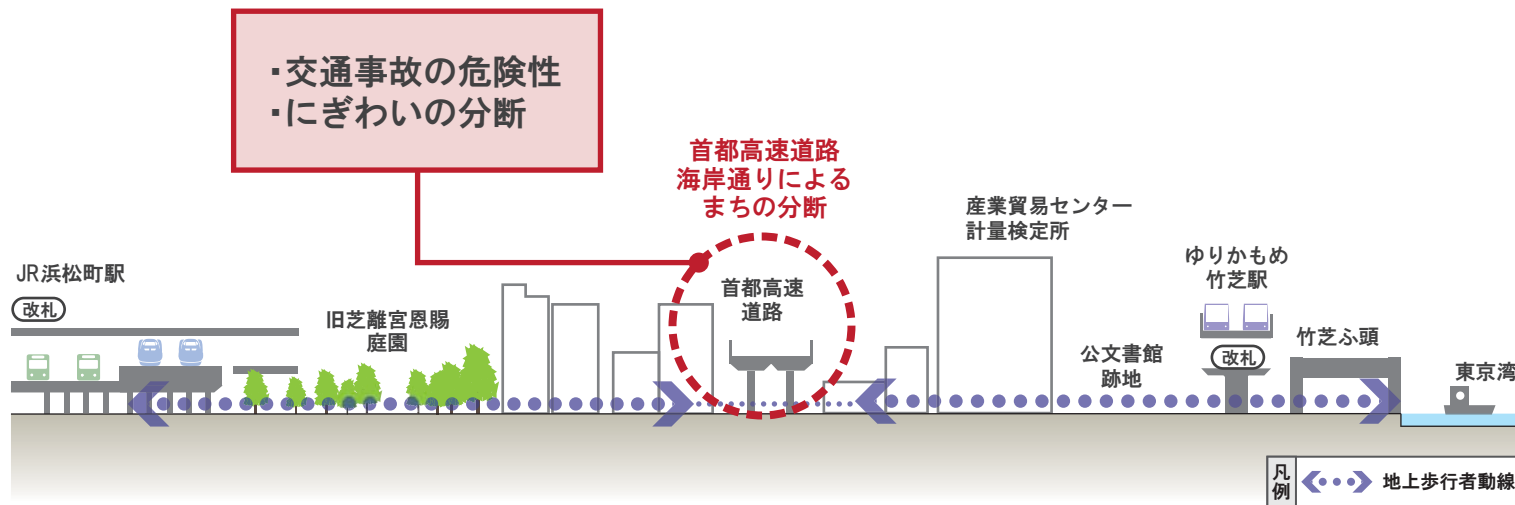 ・交通事故の危険性
・にぎわいの分断
首都高速道路
海岸通りによる
まちの分断
産業貿易センター
計量検定所
ゆりかもめ
竹芝駅
JR浜松町駅
改札
旧芝離宮恩賜
庭園
首都高速
道路
公文書館
跡地
改札
竹芝ふ頭
東京湾
凡例
地上歩行者動線